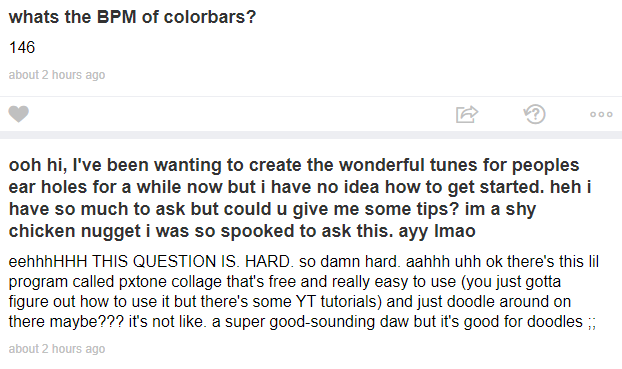 whats the BPM of colorbars?
146
about 2 hours ago
ooh hi, I've been wanting to create the wonderful tunes for peoples
ear holes for a while now but i have no idea how to get started. heh i
have so much to ask but could u give me some tips? im a shy
chicken nugget i was so spooked to ask this. ayy lmao
eehhhHHH THIS QUESTION IS. HARD. so damn hard. aahhh uhh ok there's this lil
program called pxtone collage that's free and really easy to use (you just gotta
figure out how to use it but there's some YT tutorials) and just doodle around on
there maybe??? it's not like. a super good-sounding daw but it's good for doodles ;;
about 2 hours ago